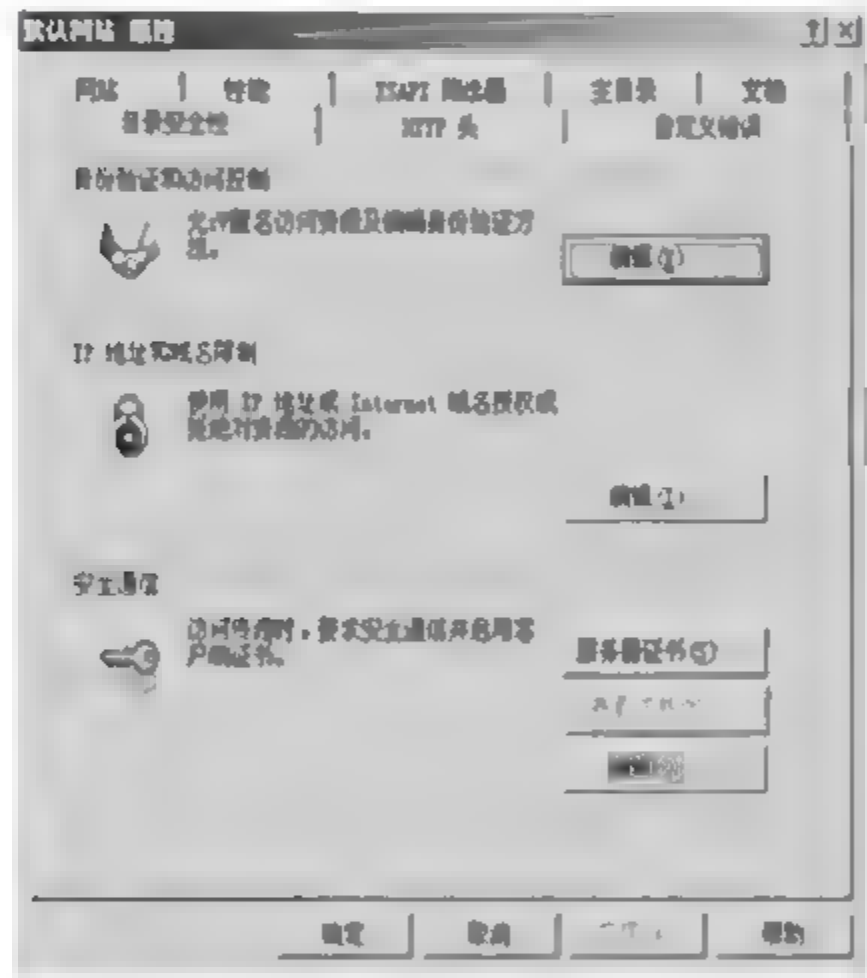 默认网站 属性
网站 性能 ISAPI 筛选器 主目录 文档
目录安全性 HTTP 头 自定义错误
身份验证和访问控制
允许匿名访问资源及编辑身份验证方
法。
编辑(E)
IP 地址和域名限制
使用 IP 地址或 Internet 域名授权或
拒绝对资源的访问。
编辑(I)
安全通信
访问资源时,要求安全通信并启用客
户端证书。
服务器证书(S)
确定 取消 帮助